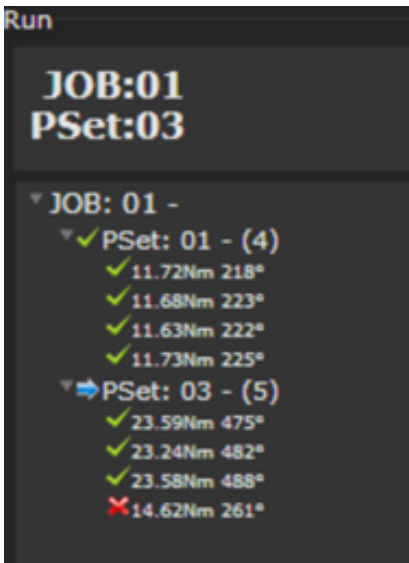 Run
JOB:01
PSet:03
JOB: 01 -
PSet: 01 - (4)
11.72Nm 218°
11.68Nm 223°
11.63Nm 222°
11.73Nm 225°
PSet: 03 - (5)
23.59Nm 475°
23.24Nm 482°
23.58Nm 488°
14.62Nm 261°